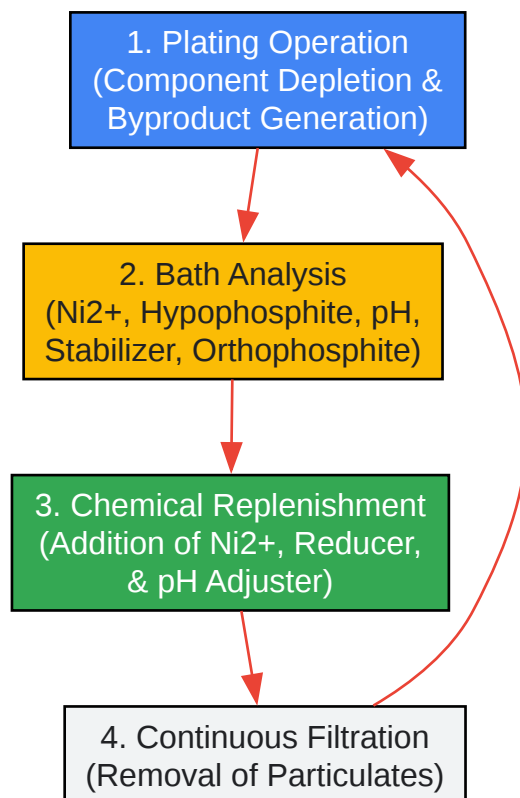 1. Plating Operation
(Component Depletion &
Byproduct Generation)
2. Bath Analysis
(Ni2+, Hypophosphite, pH,
Stabilizer, Orthophosphite)
3. Chemical Replenishment
(Addition of Ni2+, Reducer,
& pH Adjuster)
4. Continuous Filtration
(Removal of Particulates)